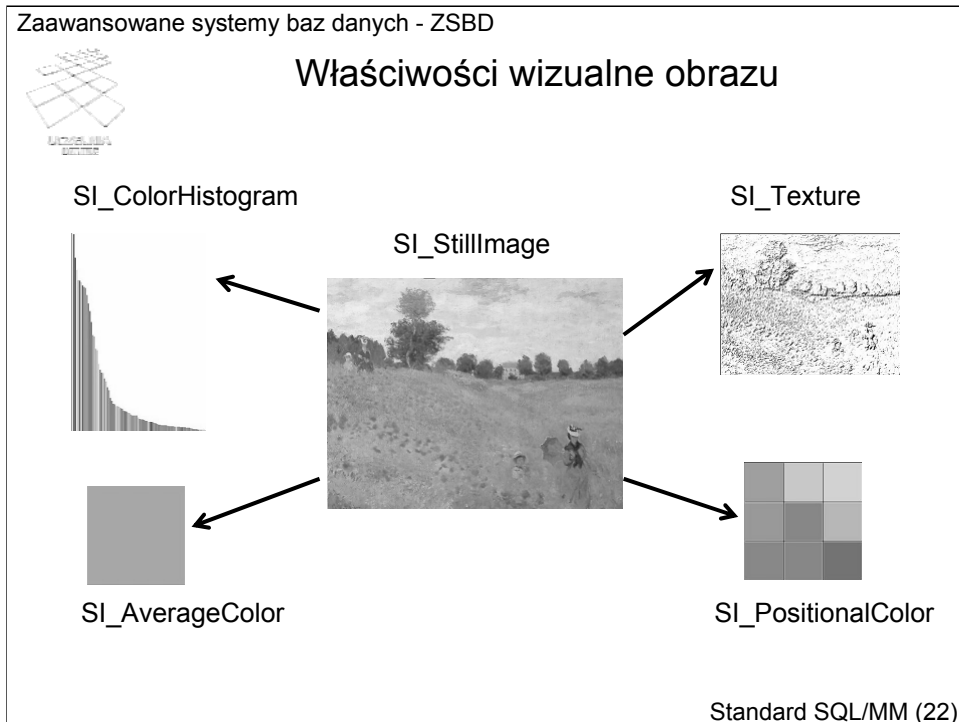 Zaawansowane systemy baz danych - ZSBD
Właściwości wizualne obrazu
SI_ColorHistogram
SI_Texture
SI_StillImage
SI_AverageColor
SI_PositionalColor
Standard SQL/MM (22)